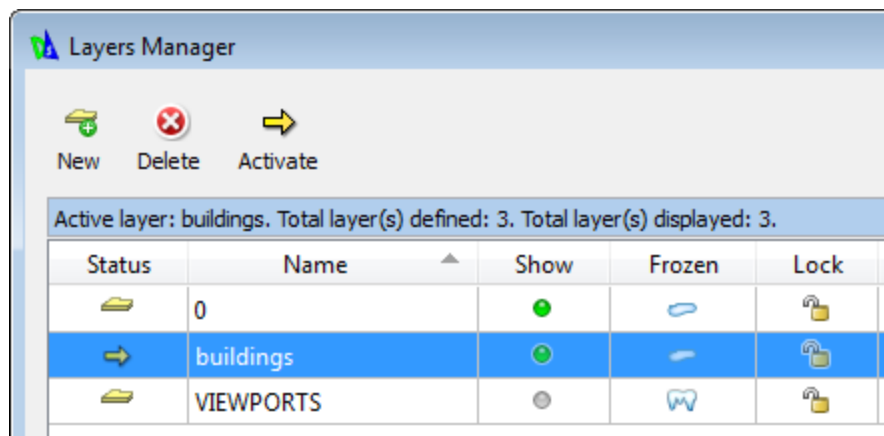 Layers Manager
New Delete Activate
Active layer: buildings. Total layer(s) defined: 3. Total layer(s) displayed: 3.
Status Name Show Frozen Lock
0
buildings
VIEWPORTS